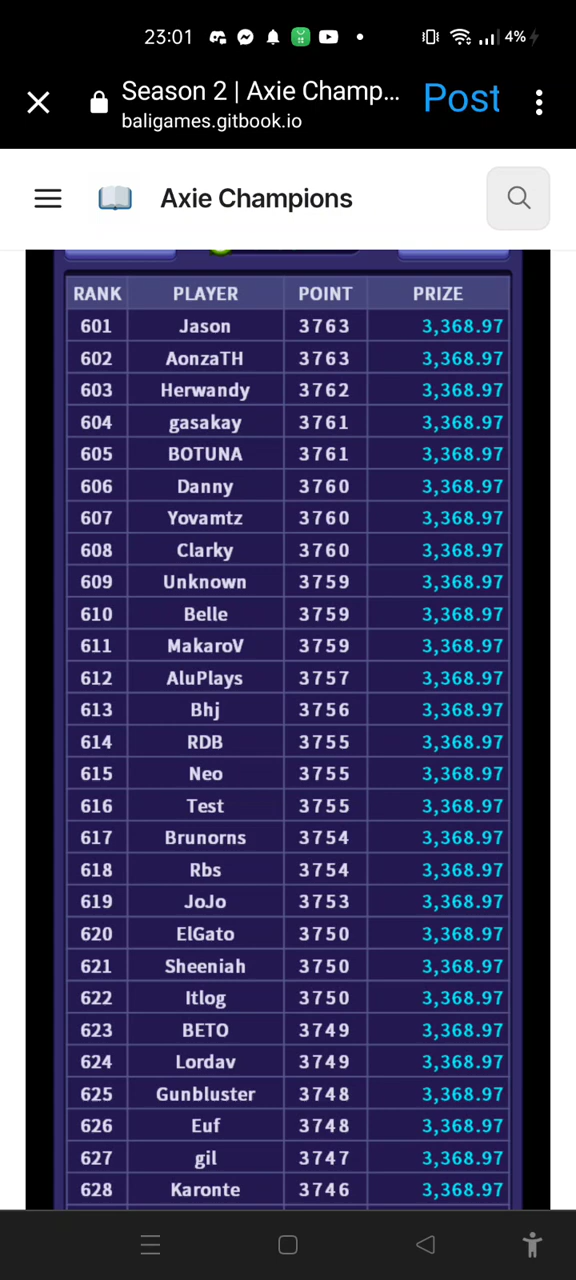 23:01 4%
Season 2 | Axie Champ... Post
baligames.gitbook.io
Axie Champions
RANK PLAYER POINT PRIZE
601 Jason 3763 3,368.97
602 AonzaTH 3763 3,368.97
603 Herwandy 3762 3,368.97
604 gasakay 3761 3,368.97
605 BOTUNA 3761 3,368.97
606 Danny 3760 3,368.97
607 Yovamtz 3760 3,368.97
608 Clarky 3760 3,368.97
609 Unknown 3759 3,368.97
610 Belle 3759 3,368.97
611 MakaroV 3759 3,368.97
612 AluPlays 3757 3,368.97
613 Bhj 3756 3,368.97
614 RDB 3755 3,368.97
615 Neo 3755 3,368.97
616 Test 3755 3,368.97
617 Brunorns 3754 3,368.97
618 Rbs 3754 3,368.97
619 JoJo 3753 3,368.97
620 ElGato 3750 3,368.97
621 Sheeniah 3750 3,368.97
622 Itlog 3750 3,368.97
623 BETO 3749 3,368.97
624 Lordav 3749 3,368.97
625 Gunbluster 3748 3,368.97
626 Euf 3748 3,368.97
627 gil 3747 3,368.97
628 Karonte 3746 3,368.97